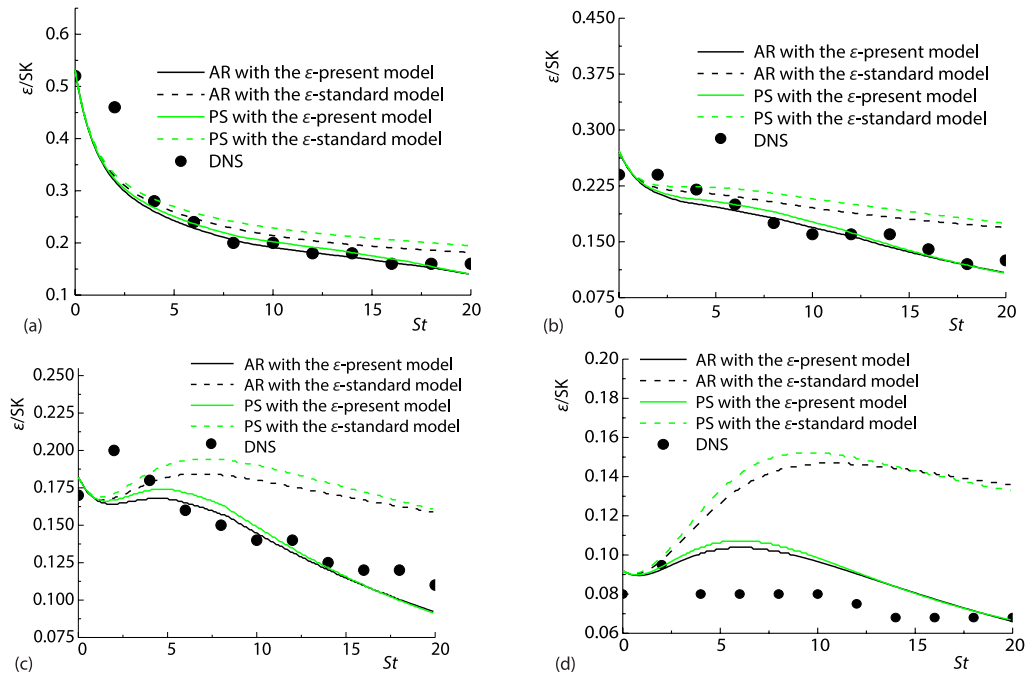 0.6
ε/SK
0.5
0.4
0.3
0.2
0.1
0
5
10
15
20
(a)
St
AR with the ε-present model
AR with the ε-standard model
PS with the ε-present model
PS with the ε-standard model
DNS
0.450
ε/SK
0.375
0.300
0.225
0.150
0.075
0
5
10
15
20
(b)
St
AR with the ε-present model
AR with the ε-standard model
PS with the ε-present model
PS with the ε-standard model
DNS
0.250
ε/SK
0.225
0.200
0.175
0.150
0.125
0.100
0.075
0
5
10
15
20
(c)
St
AR with the ε-present model
AR with the ε-standard model
PS with the ε-present model
PS with the ε-standard model
DNS
0.20
ε/SK
0.18
0.16
0.14
0.12
0.10
0.08
0.06
0
5
10
15
20
(d)
St
AR with the ε-present model
AR with the ε-standard model
PS with the ε-present model
PS with the ε-standard model
DNS